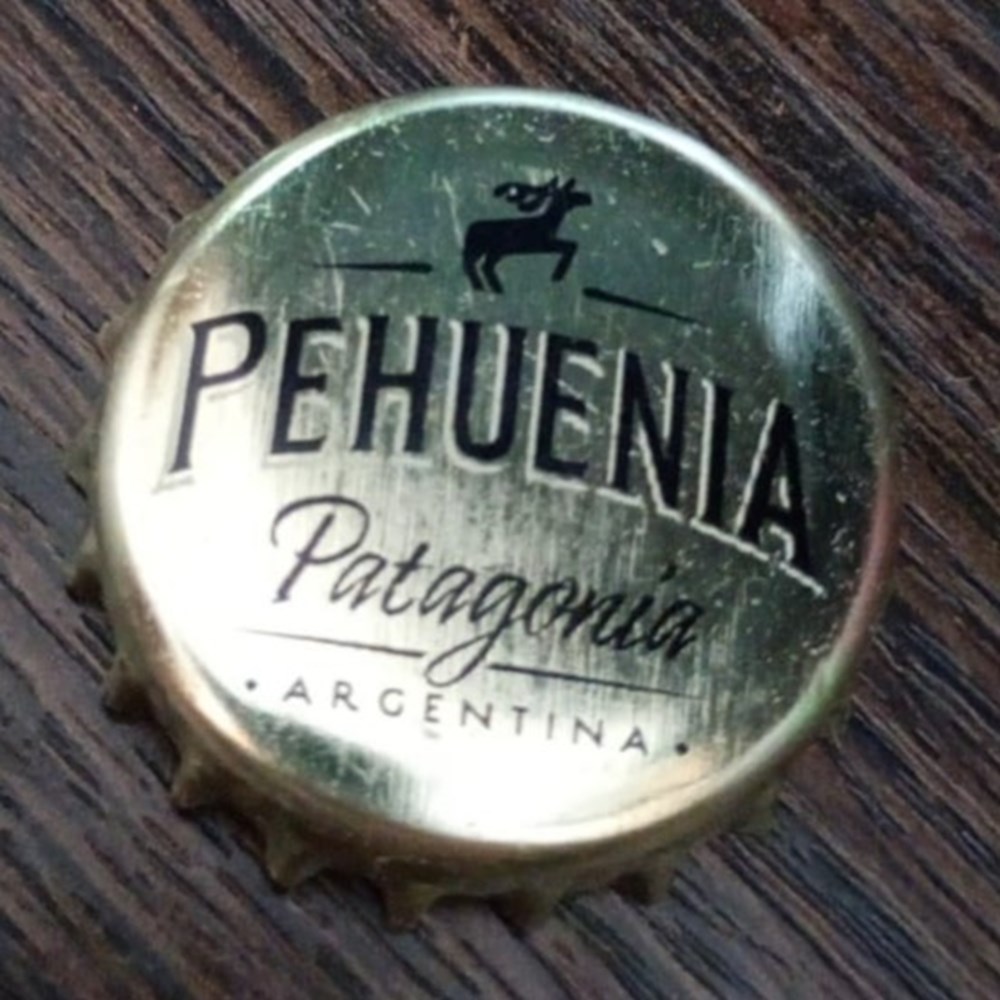 PEHUENIA
Patagonia
• ARGENTINA •